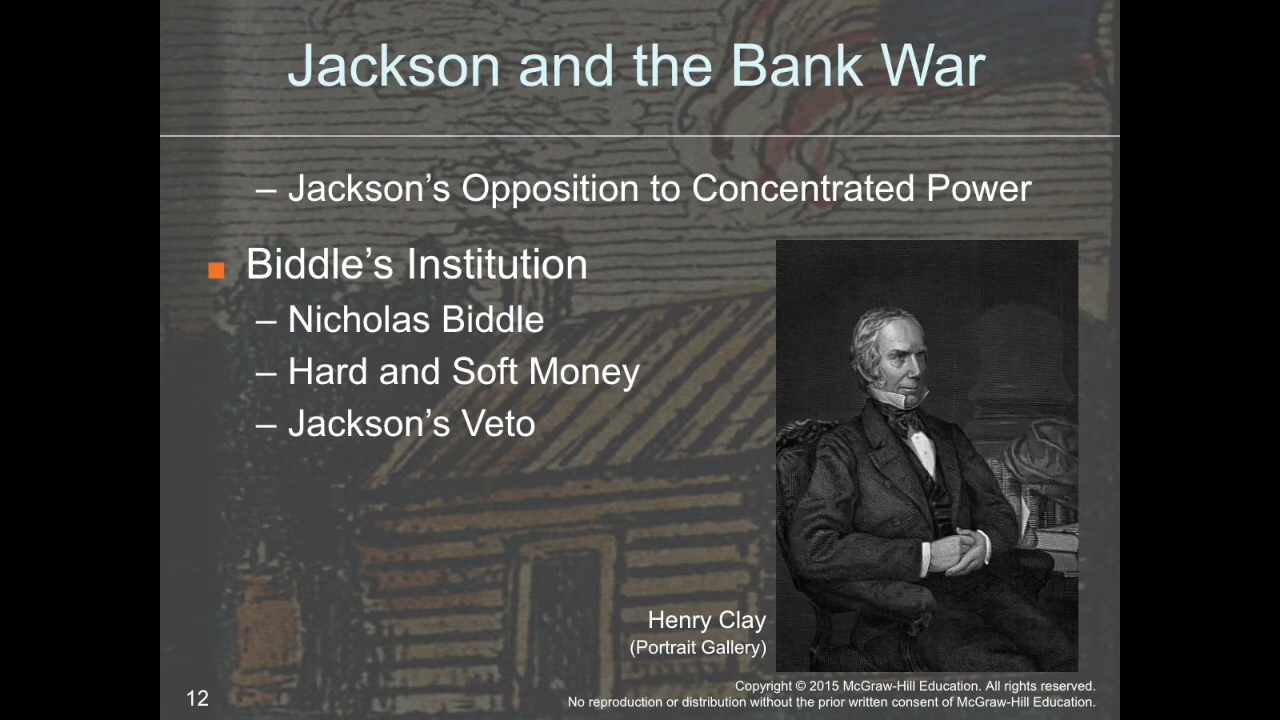 Jackson and the Bank War
– Jackson’s Opposition to Concentrated Power
Biddle’s Institution
– Nicholas Biddle
– Hard and Soft Money
– Jackson’s Veto
Henry Clay
(Portrait Gallery)
12
Copyright © 2015 McGraw-Hill Education. All rights reserved.
No reproduction or distribution without the prior written consent of McGraw-Hill Education.